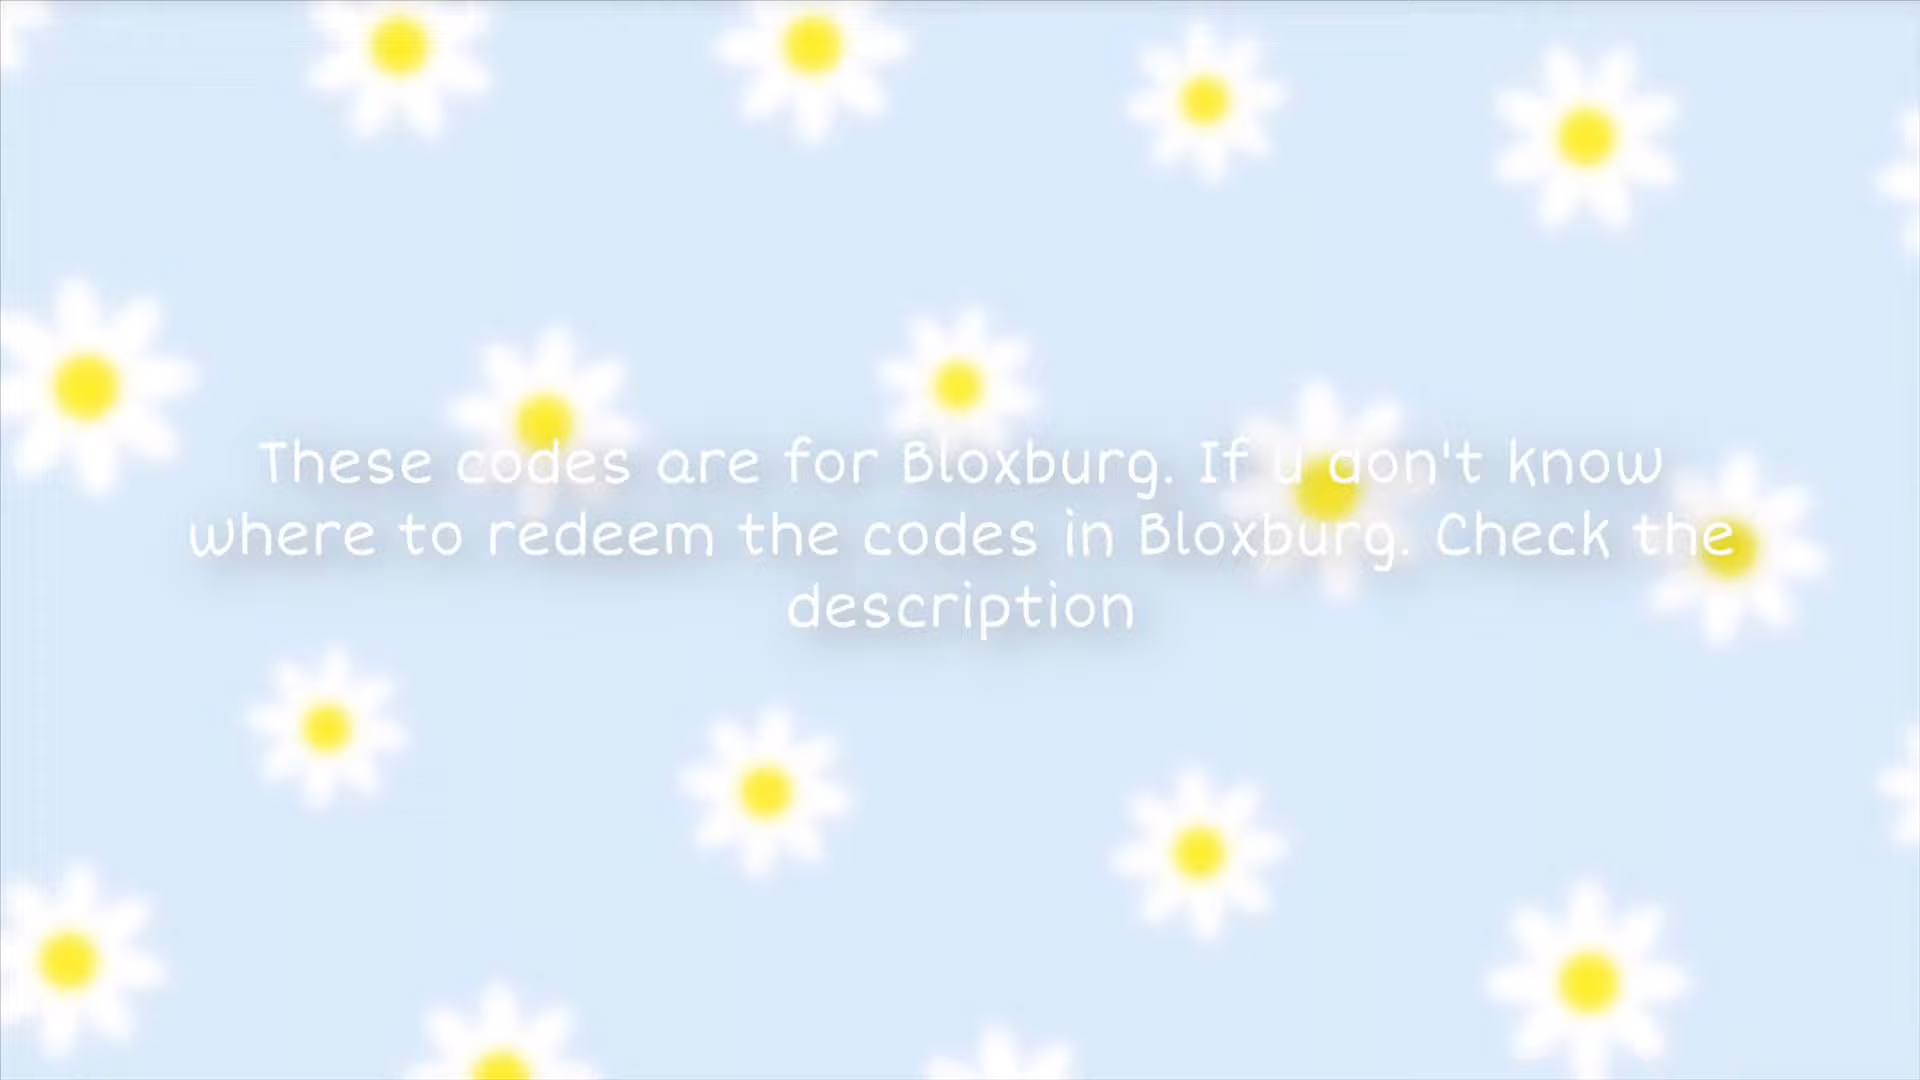 These codes are for Bloxburg. If u don't know
where to redeem the codes in Bloxburg. Check the
description